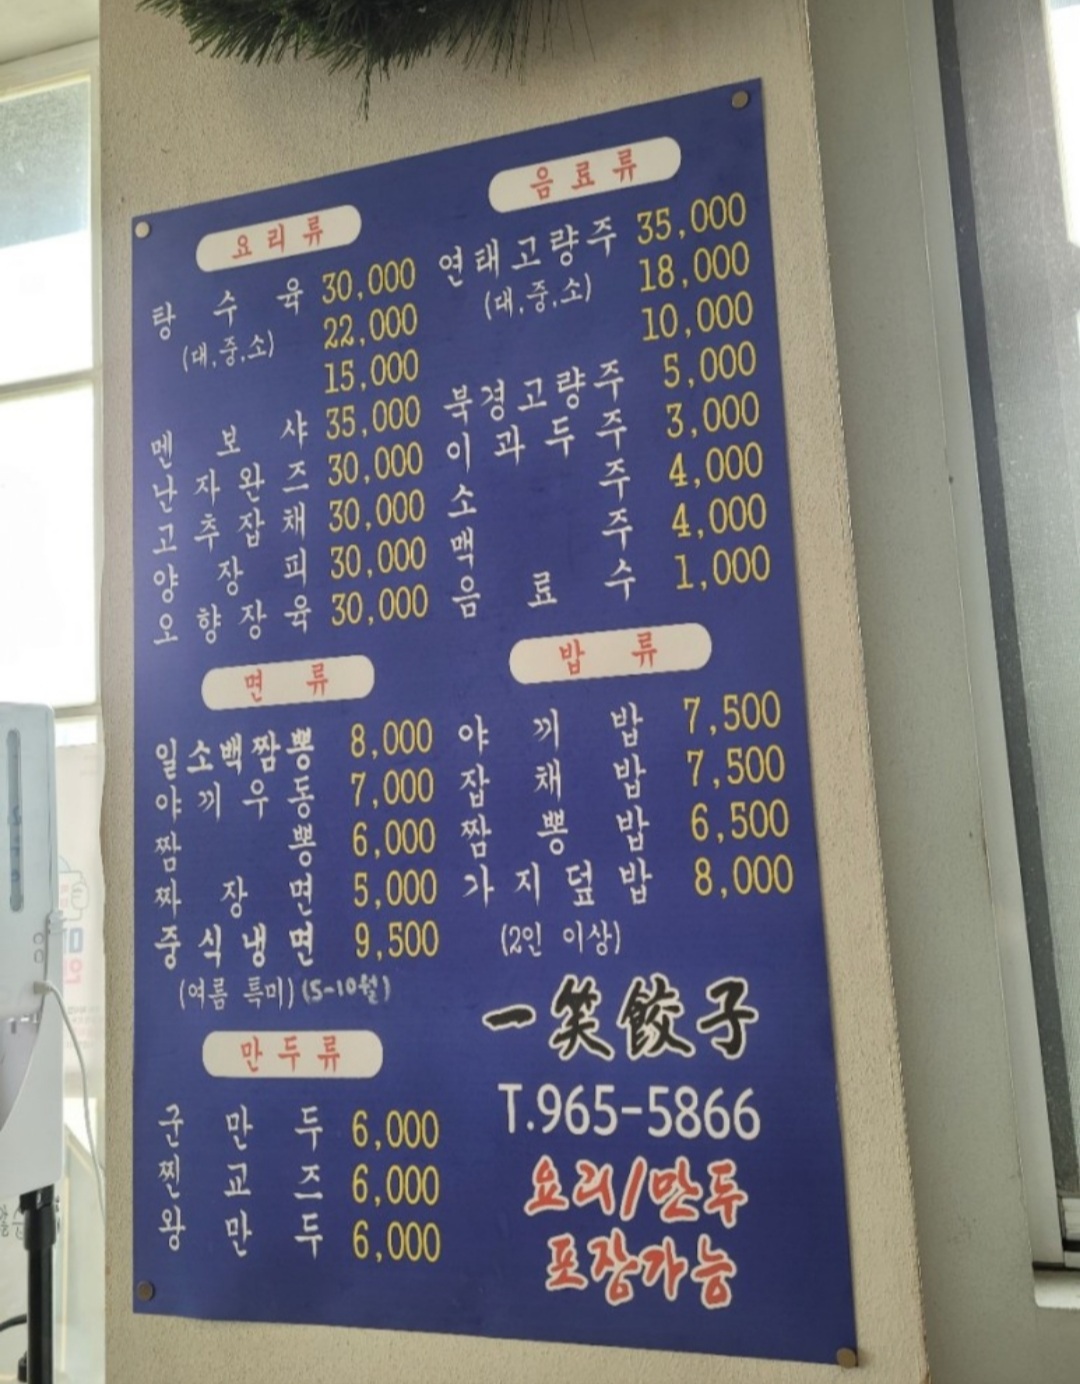 요리류
탕수육 30,000
(대,중,소) 22,000
15,000
멘보샤 35,000
난자완즈 30,000
고추잡채 30,000
양장피 30,000
오향장육 30,000
음료류
연태고량주 35,000
(대,중,소) 18,000
10,000
북경고량주 5,000
이과두주 3,000
소주 4,000
맥주 4,000
음료수 1,000
면류
일소백짬뽕 8,000
야끼우동 7,000
짬뽕 6,000
짜장면 5,000
중식냉면 9,500
(여름 특미) (5-10월)
밥류
야끼밥 7,500
잡채밥 7,500
짬뽕밥 6,500
가지덮밥 8,000
(2인 이상)
만두류
군만두 6,000
찐교즈 6,000
왕만두 6,000
一笑餃子
T.965-5866
요리/만두
포장가능